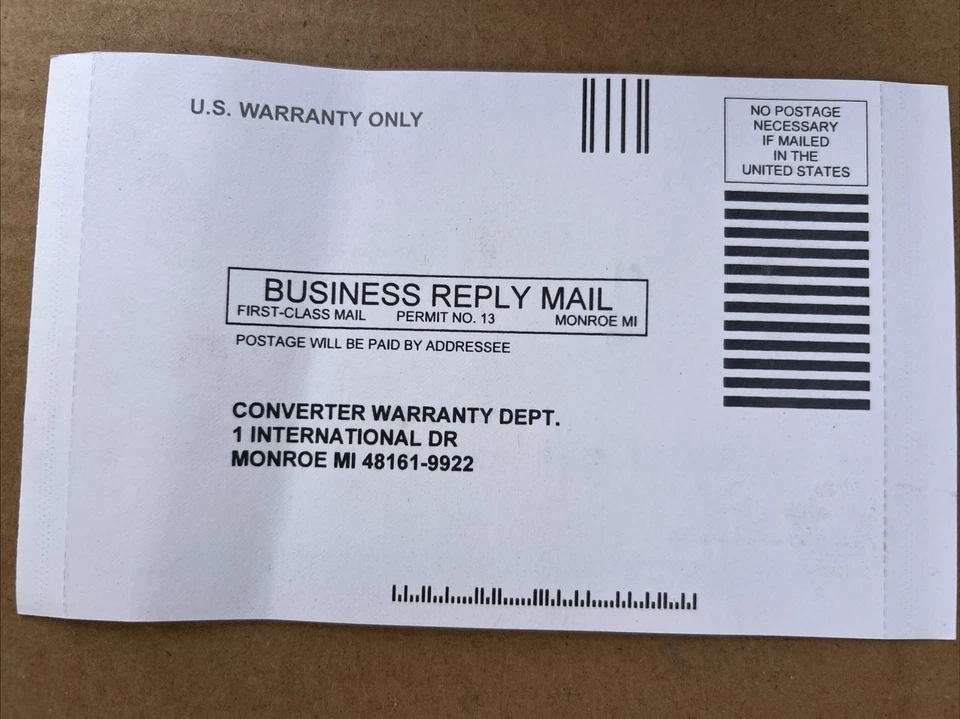 U.S. WARRANTY ONLY
NO POSTAGE
NECESSARY
IF MAILED
IN THE
UNITED STATES
BUSINESS REPLY MAIL
FIRST-CLASS MAIL PERMIT NO. 13 MONROE MI
POSTAGE WILL BE PAID BY ADDRESSEE
CONVERTER WARRANTY DEPT.
1 INTERNATIONAL DR
MONROE MI 48161-9922